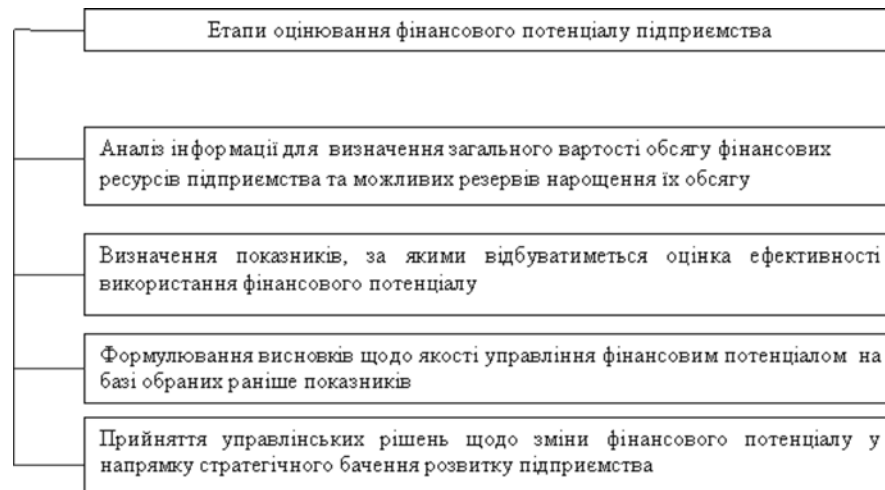 Етапи оцінювання фінансового потенціалу підприємства
Аналіз інформації для визначення загального вартості обсягу фінансових
ресурсів підприємства та можливих резервів нарощення їх обсягу
Визначення показників, за якими відбуватиметься оцінка ефективності
використання фінансового потенціалу
Формулювання висновків щодо якості управління фінансовим потенціалом на
базі обраних раніше показників
Прийняття управлінських рішень щодо зміни фінансового потенціалу у
напрямку стратегічного бачення розвитку підприємства